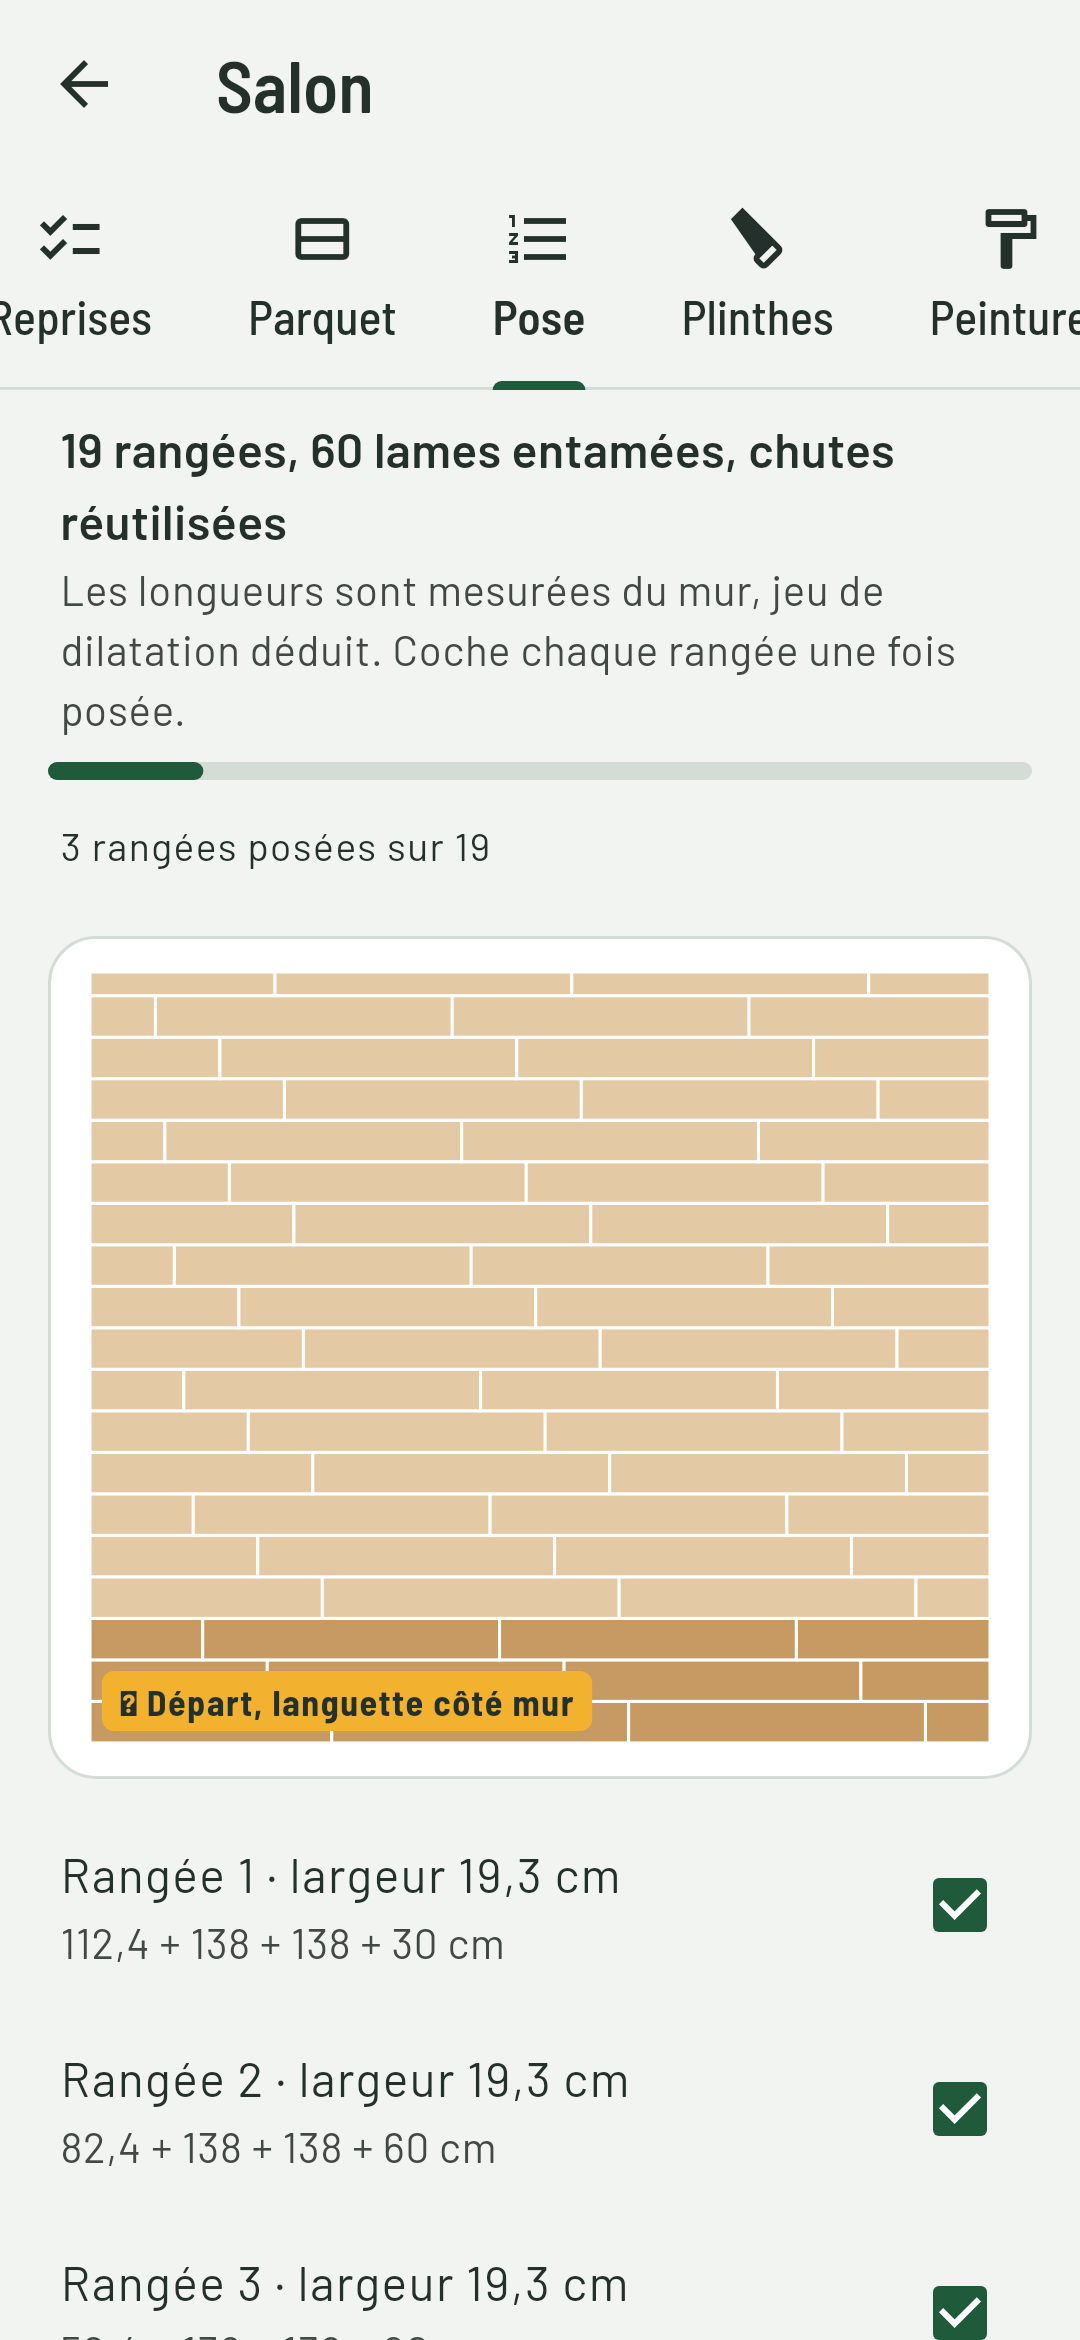 Salon
Reprises
Parquet
Pose
Plinthes
Peinture
19 rangées, 60 lames entamées, chutes
réutilisées
Les longueurs sont mesurées du mur, jeu de
dilatation déduit. Coche chaque rangée une fois
posée.
3 rangées posées sur 19
Départ, languette côté mur
Rangée 1 · largeur 19,3 cm
112,4 + 138 + 138 + 30 cm
Rangée 2 · largeur 19,3 cm
82,4 + 138 + 138 + 60 cm
Rangée 3 · largeur 19,3 cm